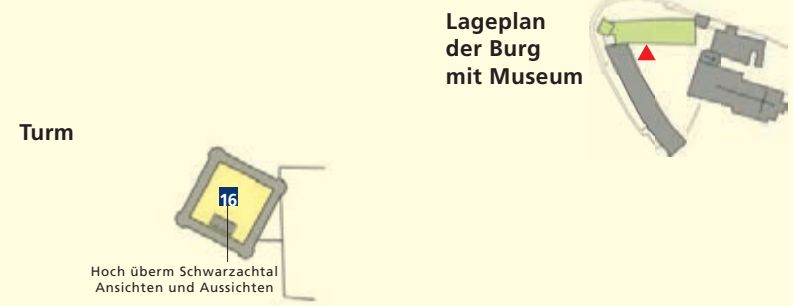 Lageplan
der Burg
mit Museum
Turm
16
Hoch überm Schwarzachtal
Ansichten und Aussichten